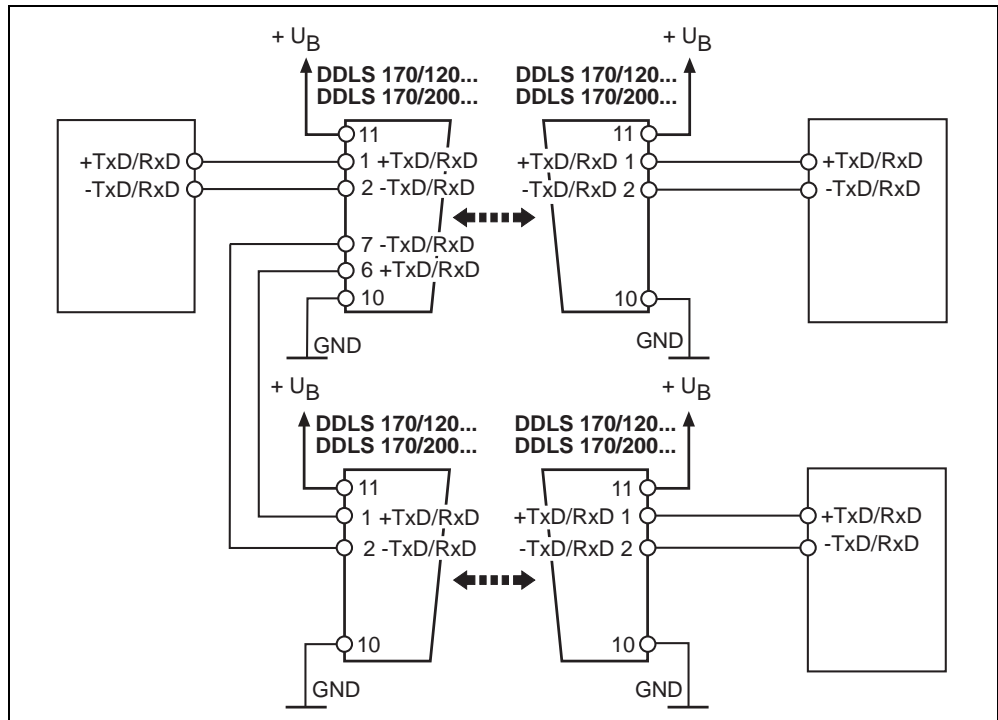 + UB + UB
DDLS 170/120... DDLS 170/120...
DDLS 170/200... DDLS 170/200...
11 11
+TxD/RxD 1 +TxD/RxD +TxD/RxD 1 +TxD/RxD
-TxD/RxD 2 -TxD/RxD -TxD/RxD 2 -TxD/RxD
7 -TxD/RxD
6 +TxD/RxD
10 10
GND GND
+ UB + UB
DDLS 170/120... DDLS 170/120...
DDLS 170/200... DDLS 170/200...
11 11
1 +TxD/RxD +TxD/RxD 1 +TxD/RxD
2 -TxD/RxD -TxD/RxD 2 -TxD/RxD
10 10
GND GND